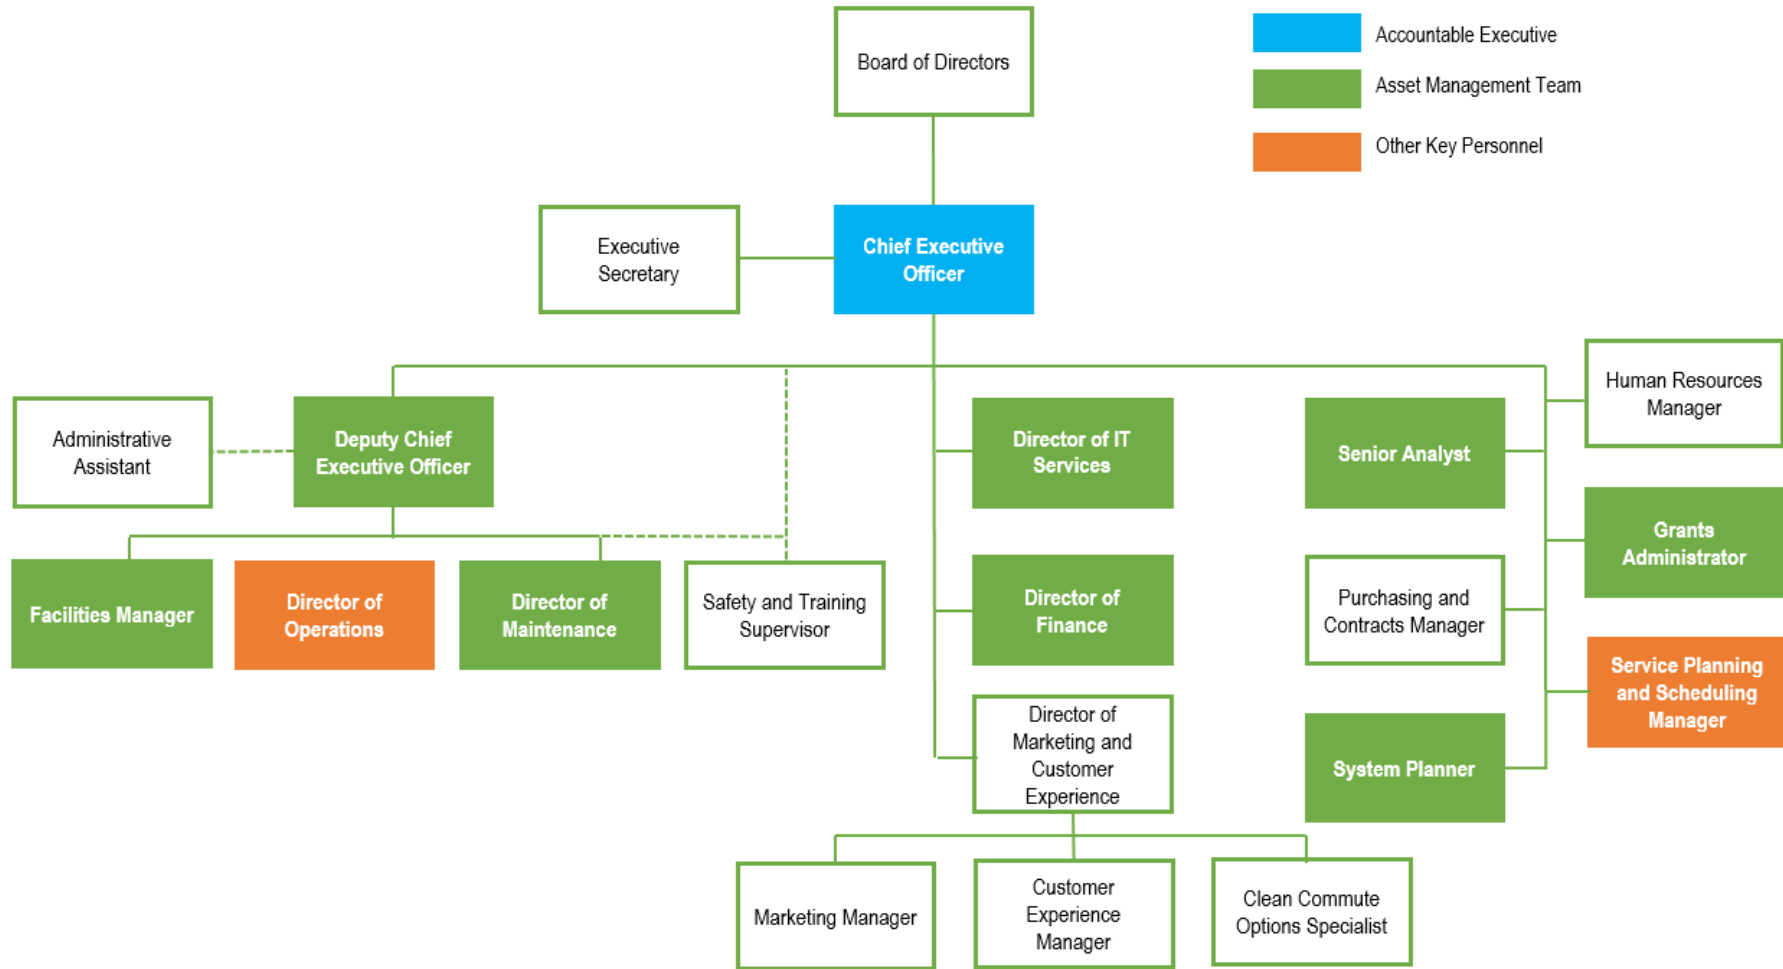 Board of Directors
Accountable Executive
Asset Management Team
Other Key Personnel
Executive
Secretary
Chief Executive
Officer
Human Resources
Manager
Administrative
Assistant
Deputy Chief
Executive Officer
Director of IT
Services
Senior Analyst
Grants
Administrator
Facilities Manager
Director of
Operations
Director of
Maintenance
Safety and Training
Supervisor
Director of
Finance
Purchasing and
Contracts Manager
Service Planning
and Scheduling
Manager
Director of
Marketing and
Customer
Experience
System Planner
Marketing Manager
Customer
Experience
Manager
Clean Commute
Options Specialist